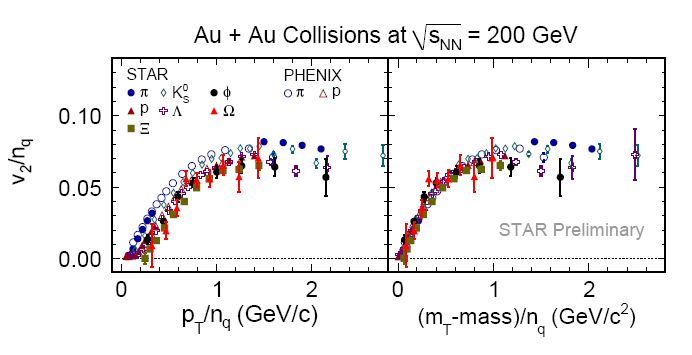 Au + Au Collisions at √sNN = 200 GeV
STAR
PHENIX
π K0S ϕ
π p
p Λ Ω
Ξ
v2/nq
0.10
0.05
0.00
0 1 2
0 1 2
STAR Preliminary
pT/nq (GeV/c)
(mT-mass)/nq (GeV/c2)